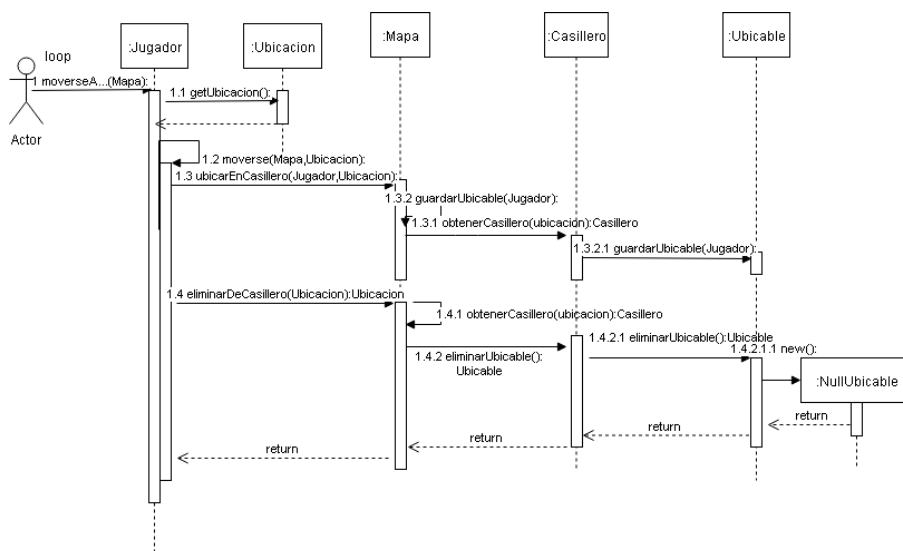 :Jugador
:Ubicacion
:Mapa
:Casillero
:Ubicable
loop
1 moverseA...(Mapa):
Actor
1.1 getUbicacion():
1.2 moverse(Mapa,Ubicacion):
1.3 ubicarEnCasillero(Jugador,Ubicacion):
1.3.2 guardarUbicable(Jugador):
1.3.1 obtenerCasillero(ubicacion):Casillero
1.3.2.1 guardarUbicable(Jugador):
1.4 eliminarDeCasillero(Ubicacion):Ubicacion
1.4.1 obtenerCasillero(ubicacion):Casillero
1.4.2 eliminarUbicable():
Ubicable
1.4.2.1 eliminarUbicable():Ubicable
1.4.2.1.1 new():
:NullUbicable
return
return
return
return